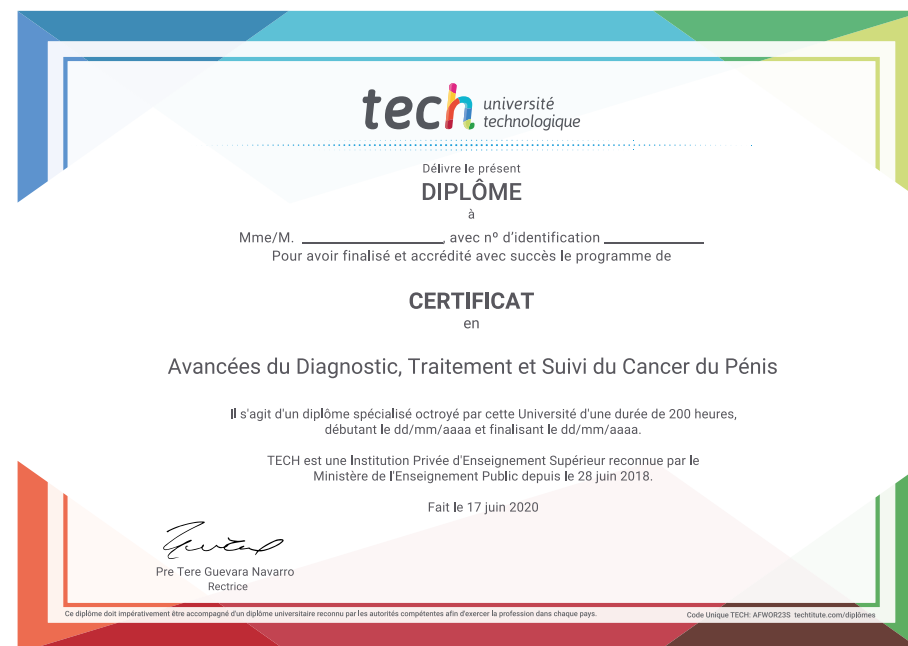 tech université
technologique
Délivre le présent
DIPLÔME
à
Mme/M. ____________________, avec nº d'identification ______________
Pour avoir finalisé et accrédité avec succès le programme de
CERTIFICAT
en
Avancées du Diagnostic, Traitement et Suivi du Cancer du Pénis
Il s'agit d'un diplôme spécialisé octroyé par cette Université d'une durée de 200 heures,
débutant le dd/mm/aaaa et finalisant le dd/mm/aaaa.
TECH est une Institution Privée d'Enseignement Supérieur reconnue par le
Ministère de l'Enseignement Public depuis le 28 juin 2018.
Fait le 17 juin 2020
Pre Tere Guevara Navarro
Rectrice
Ce diplôme doit impérativement être accompagné d'un diplôme universitaire reconnu par les autorités compétentes afin d'exercer la profession dans chaque pays.
Code Unique TECH: AFWOR23S techtitute.com/diplômes